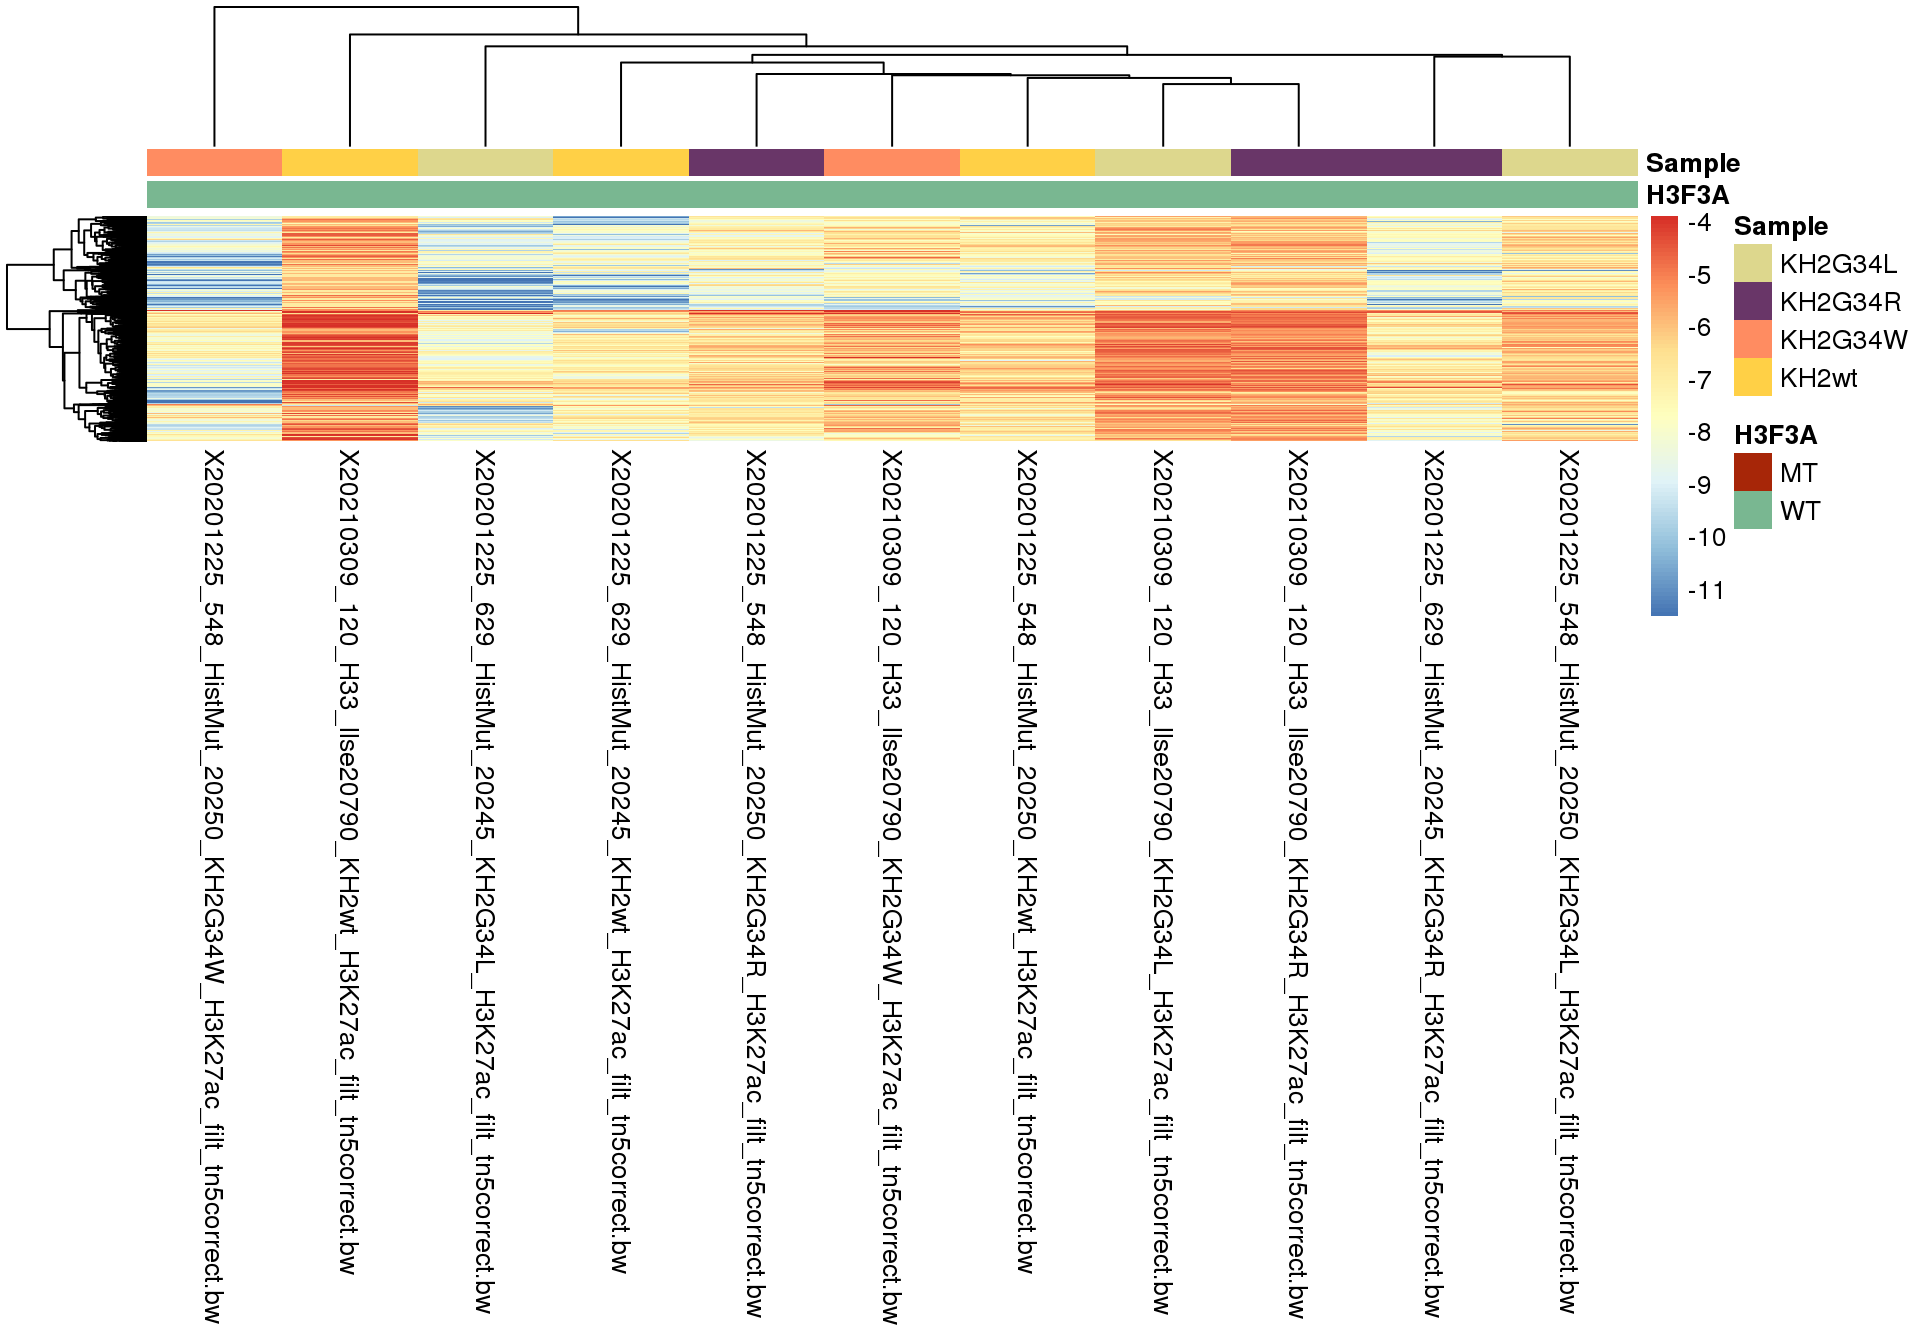 Sample
H3F3A
-4
-5
-6
-7
-8
-9
-10
-11
Sample
KH2G34L
KH2G34R
KH2G34W
KH2wt
H3F3A
MT
WT
X20201225_548_HistMut_20250_KH2G34W_H3K27ac_filt_tn5correct.bw
X20210309_120_H33_Ilse20790_KH2wt_H3K27ac_filt_tn5correct.bw
X20201225_629_HistMut_20245_KH2G34L_H3K27ac_filt_tn5correct.bw
X20201225_629_HistMut_20245_KH2wt_H3K27ac_filt_tn5correct.bw
X20201225_548_HistMut_20250_KH2G34R_H3K27ac_filt_tn5correct.bw
X20210309_120_H33_Ilse20790_KH2G34W_H3K27ac_filt_tn5correct.bw
X20201225_548_HistMut_20250_KH2wt_H3K27ac_filt_tn5correct.bw
X20210309_120_H33_Ilse20790_KH2G34L_H3K27ac_filt_tn5correct.bw
X20210309_120_H33_Ilse20790_KH2G34R_H3K27ac_filt_tn5correct.bw
X20201225_629_HistMut_20245_KH2G34R_H3K27ac_filt_tn5correct.bw
X20201225_548_HistMut_20250_KH2G34L_H3K27ac_filt_tn5correct.bw